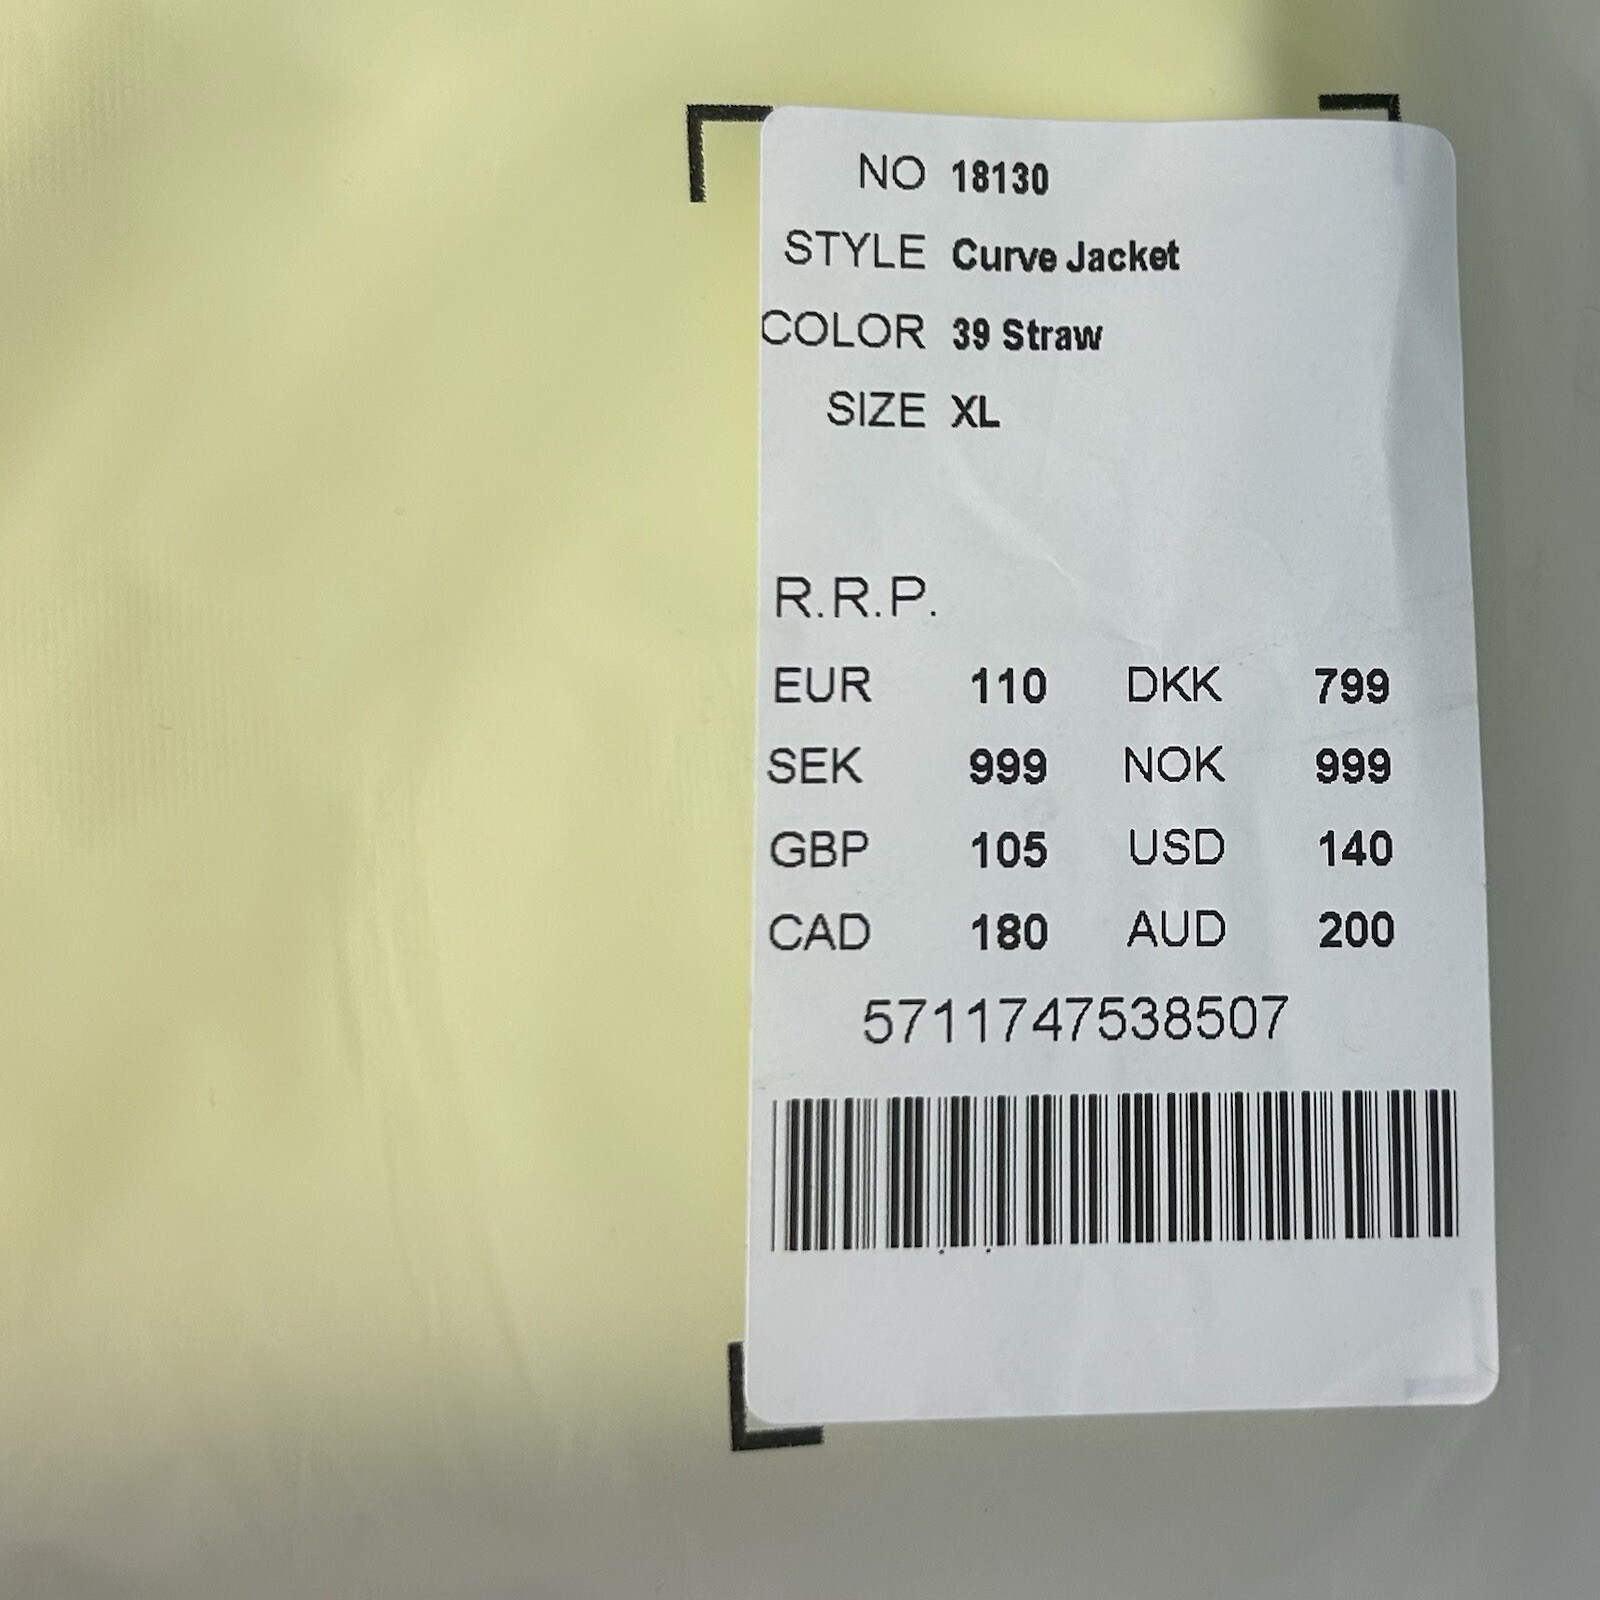 NO 18130
STYLE Curve Jacket
COLOR 39 Straw
SIZE XL
R.R.P.
EUR 110 DKK 799
SEK 999 NOK 999
GBP 105 USD 140
CAD 180 AUD 200
5711747538507